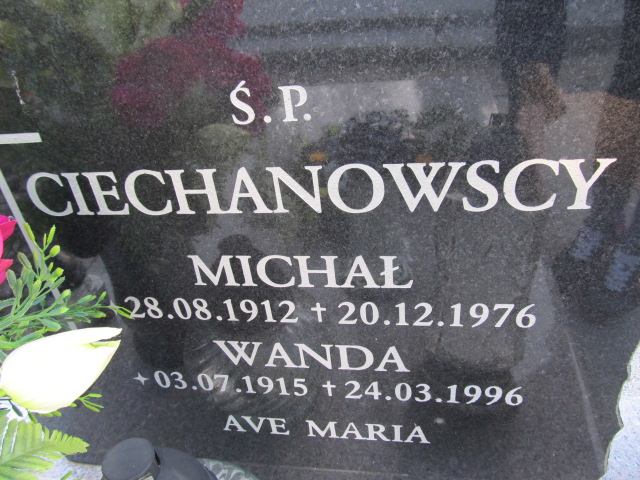 Ś.P.
CIECHANOWSCY
MICHAŁ
28.08.1912 † 20.12.1976
WANDA
✦ 03.07.1915 † 24.03.1996
AVE MARIA